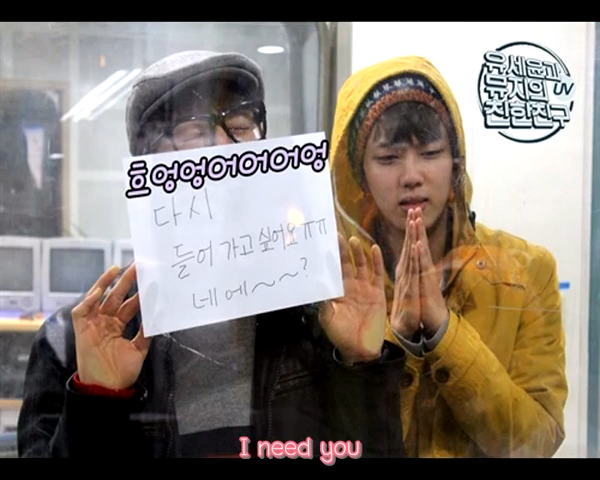 유세윤과
뮤지의 UV
친한친구
흐엉엉어어어엉
다시
들어 가고 싶어요 ㅠㅠ
네 에~~?
I need you